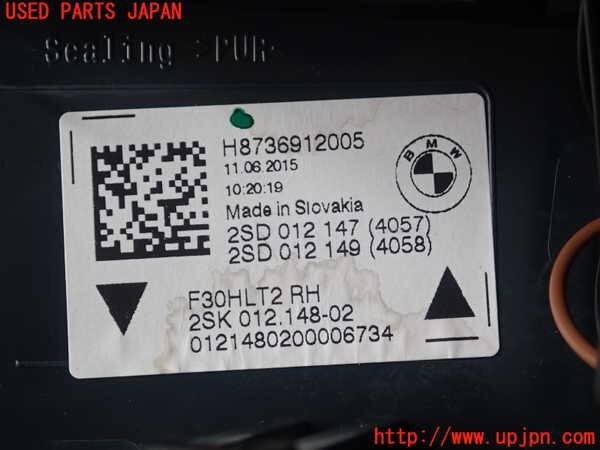 USED PARTS JAPAN
Sealing :PUR
H8736912005
11.06.2015
10:20:19
BMW
Made in Slovakia
2SD 012 147 (4057)
2SD 012 149 (4058)
F30HLT2 RH
2SK 012.148-02
0121480200006734
http://www.upjpn.com/